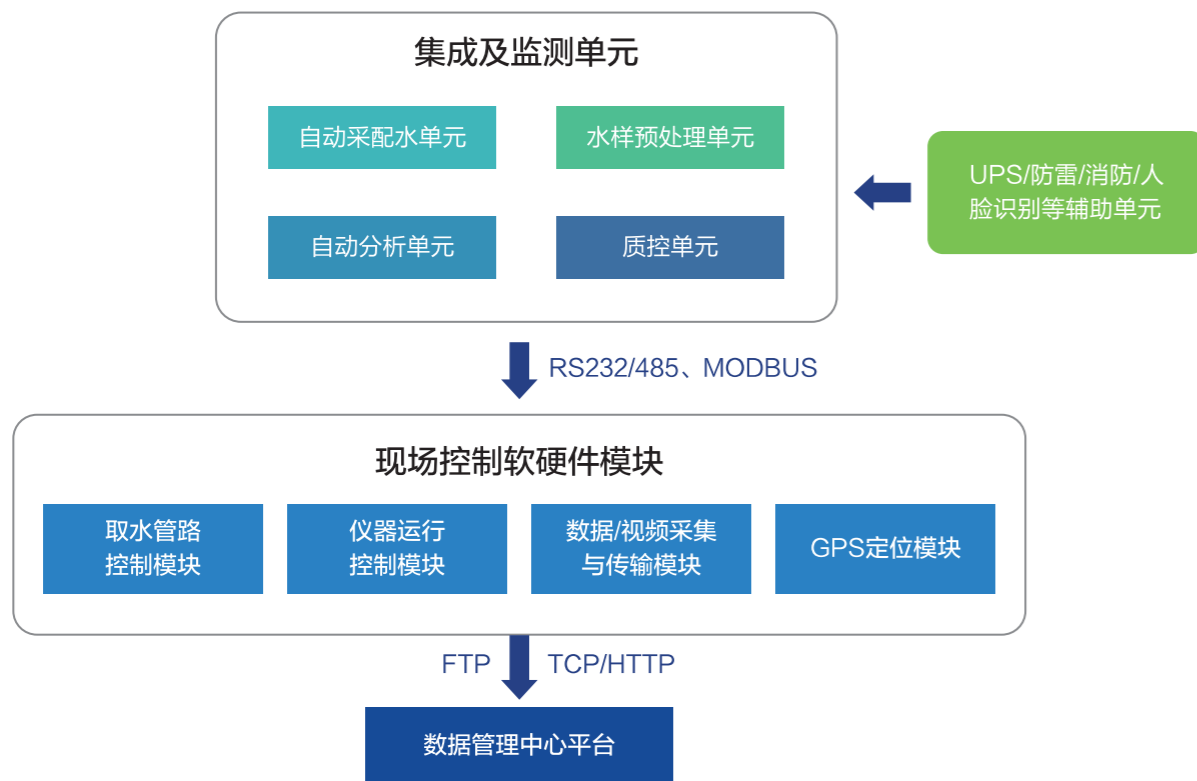 集成及监测单元
自动采配水单元
水样预处理单元
UPS/防雷/消防/人
脸识别等辅助单元
自动分析单元
质控单元
RS232/485、MODBUS
现场控制软硬件模块
取水管路
控制模块
仪器运行
控制模块
数据/视频采集
与传输模块
GPS定位模块
FTP
TCP/HTTP
数据管理中心平台